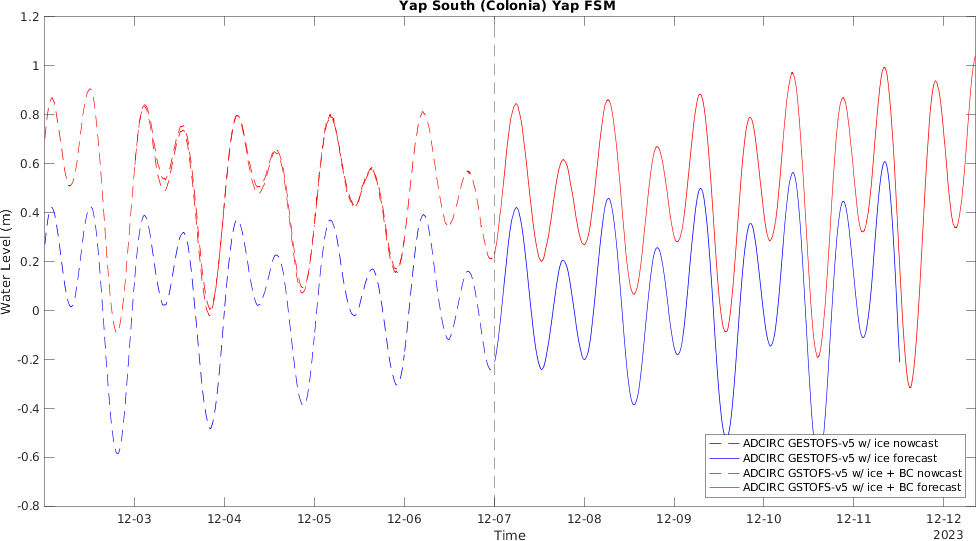 Yap South (Colonia) Yap FSM
1.2
1
0.8
0.6
0.4
0.2
0
-0.2
-0.4
-0.6
-0.8
Water Level (m)
12-03 12-04 12-05 12-06 12-07 12-08 12-09 12-10 12-11 12-12
Time
2023
ADCIRC GESTOFS-v5 w/ ice nowcast
ADCIRC GESTOFS-v5 w/ ice forecast
ADCIRC GSTOFS-v5 w/ ice + BC nowcast
ADCIRC GSTOFS-v5 w/ ice + BC forecast